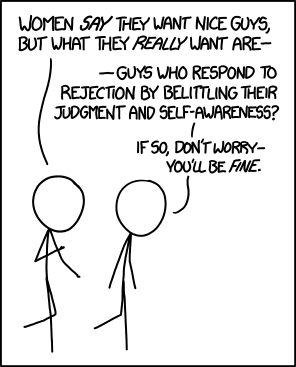 WOMEN SAY THEY WANT NICE GUYS,
BUT WHAT THEY REALLY WANT ARE—
—GUYS WHO RESPOND TO
REJECTION BY BELITTLING THEIR
JUDGMENT AND SELF-AWARENESS?
IF SO, DON'T WORRY—
YOU'LL BE FINE.